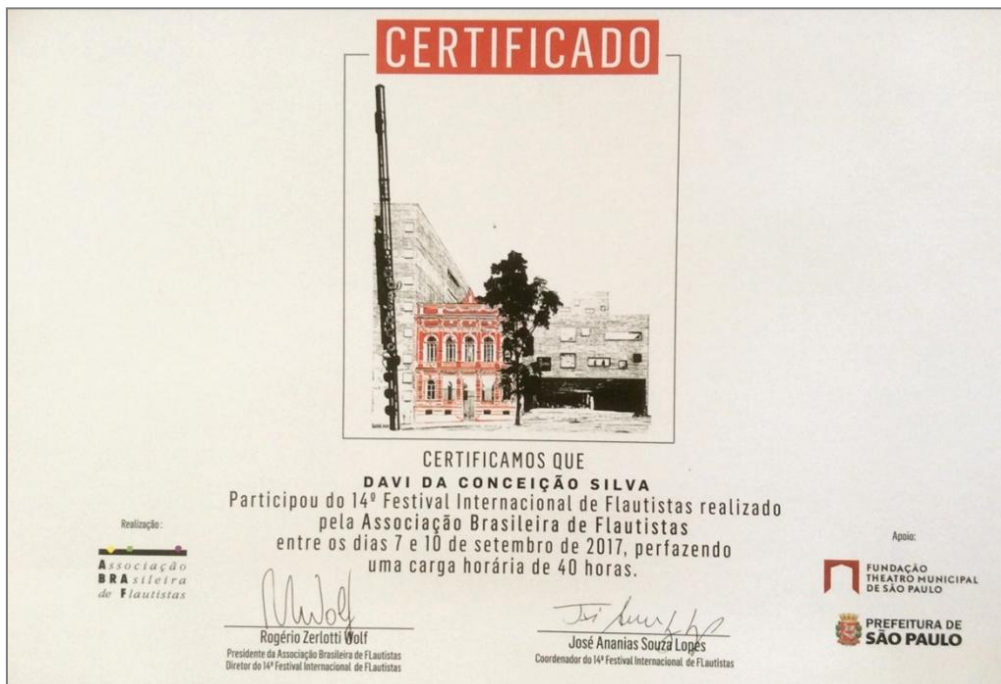 CERTIFICADO
CERTIFICAMOS QUE
DAVI DA CONCEIÇÃO SILVA
Participou do 14º Festival Internacional de Flautistas realizado
pela Associação Brasileira de Flautistas
entre os dias 7 e 10 de setembro de 2017, perfazendo
uma carga horária de 40 horas.
Realização:
Associação
BRAsileira
de Flautistas
Rogério Zerlotti Wolf
Presidente da Associação Brasileira de FLautistas
Diretor do 14º Festival Internacional de FLautistas
José Ananias Souza Lopes
Coordenador do 14º Festival Internacional de FLautistas
Apoio:
FUNDAÇÃO
THEATRO MUNICIPAL
DE SÃO PAULO
PREFEITURA DE
SÃO PAULO